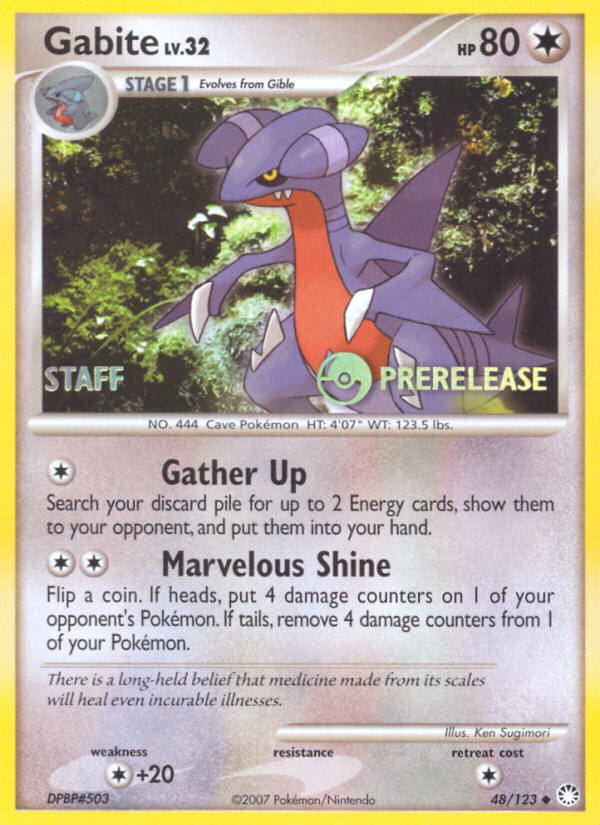 Gabite LV.32 HP 80
STAGE 1 Evolves from Gible
STAFF PRERELEASE
NO. 444 Cave Pokémon HT: 4'07" WT: 123.5 lbs.
Gather Up
Search your discard pile for up to 2 Energy cards, show them
to your opponent, and put them into your hand.
Marvelous Shine
Flip a coin. If heads, put 4 damage counters on 1 of your
opponent's Pokémon. If tails, remove 4 damage counters from 1
of your Pokémon.
There is a long-held belief that medicine made from its scales
will heal even incurable illnesses.
Illus. Ken Sugimori
weakness resistance retreat cost
+20
DPBP#503 ©2007 Pokémon/Nintendo 48/123